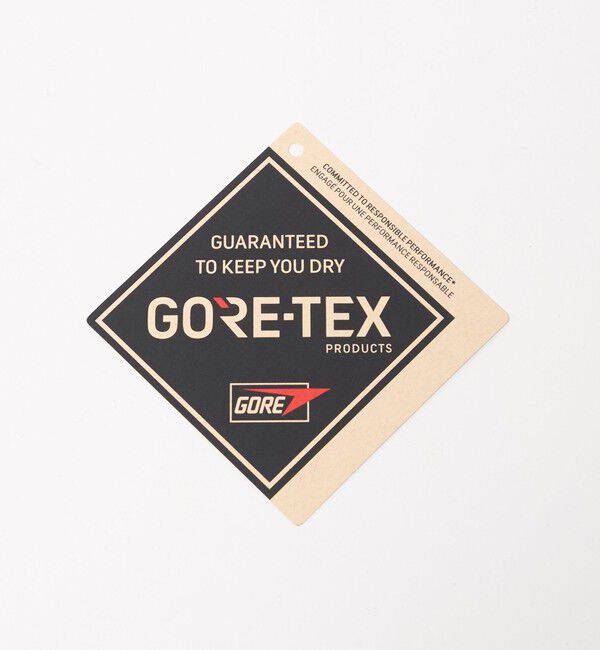 COMMITTED TO RESPONSIBLE PERFORMANCE*
ENGAGÉ POUR UNE PERFORMANCE RESPONSABLE
GUARANTEED
TO KEEP YOU DRY
GORE-TEX
PRODUCTS
GORE